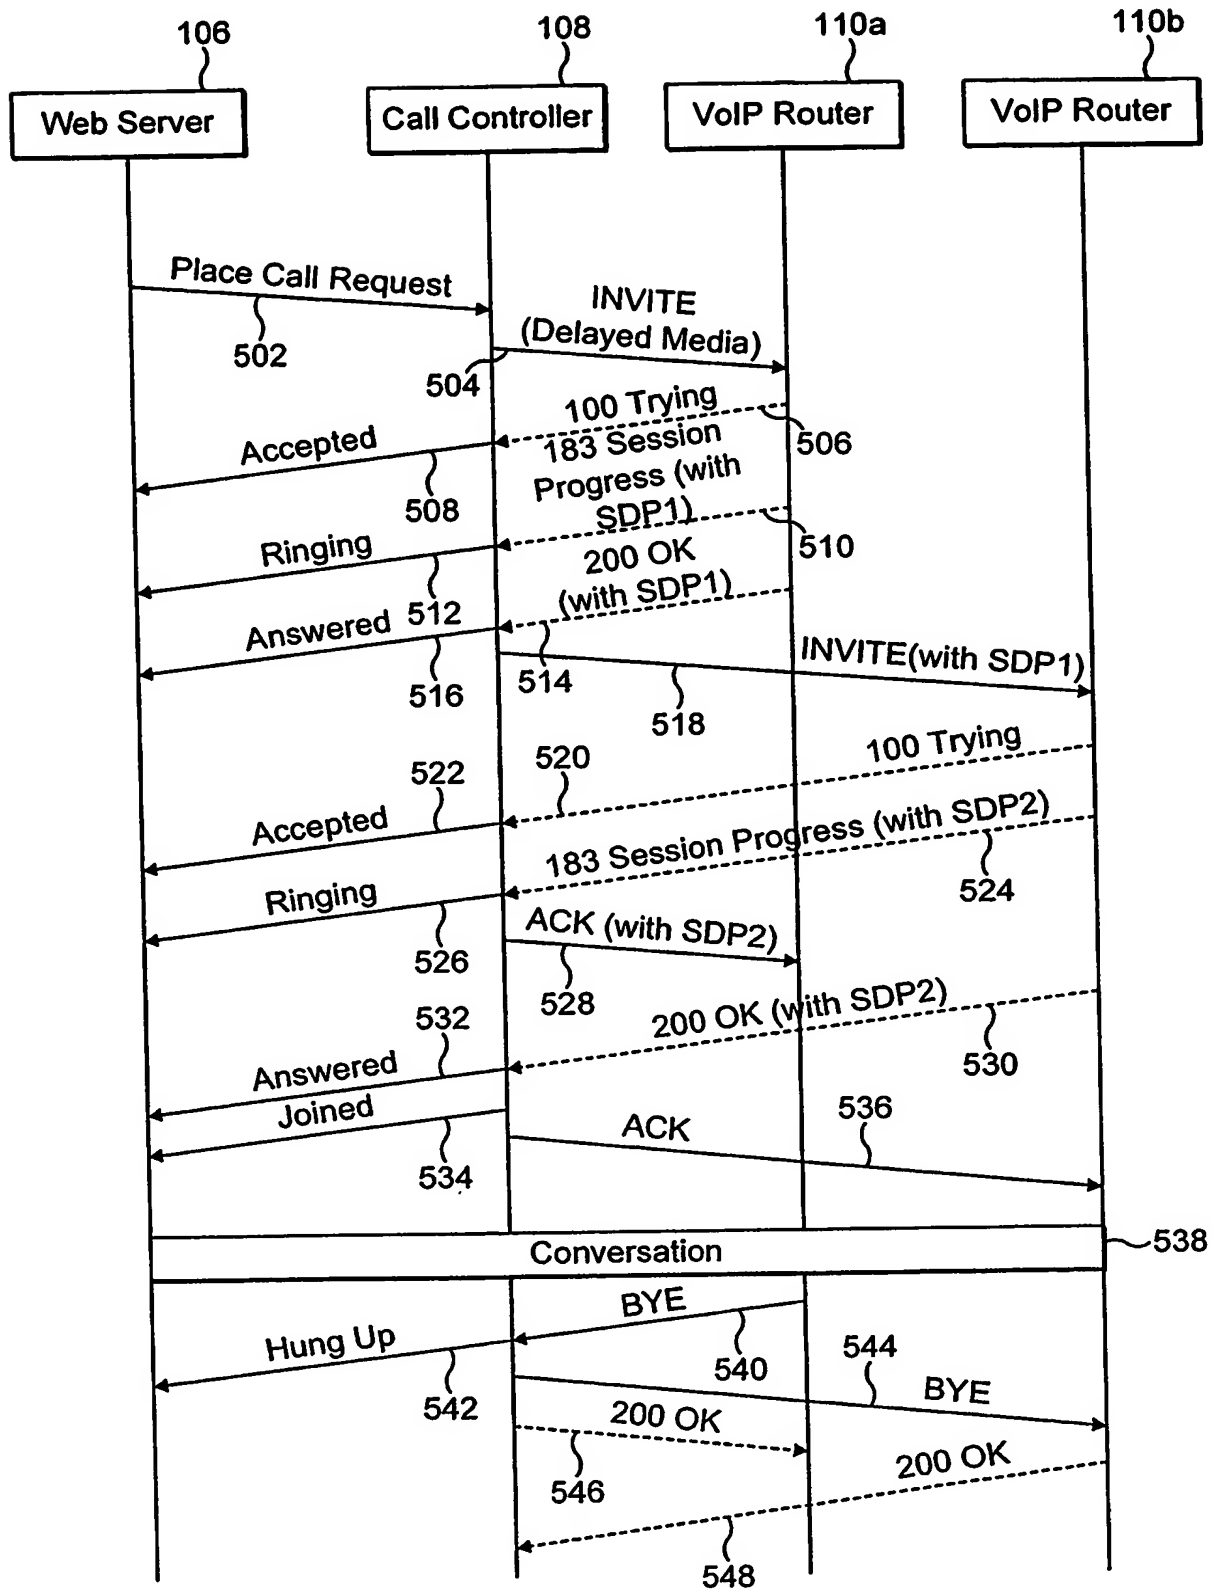 106
108
110a
110b
Web Server
Call Controller
VoIP Router
VoIP Router
Place Call Request
502
INVITE
(Delayed Media)
504
100 Trying
506
Accepted
508
183 Session
Progress (with
SDP1)
510
Ringing
512
200 OK
(with SDP1)
514
Answered
516
INVITE(with SDP1)
518
100 Trying
520
522
Accepted
183 Session Progress (with SDP2)
524
Ringing
526
ACK (with SDP2)
528
200 OK (with SDP2)
530
532
Answered
Joined
534
ACK
536
Conversation
538
BYE
540
Hung Up
542
544
BYE
200 OK
546
200 OK
548